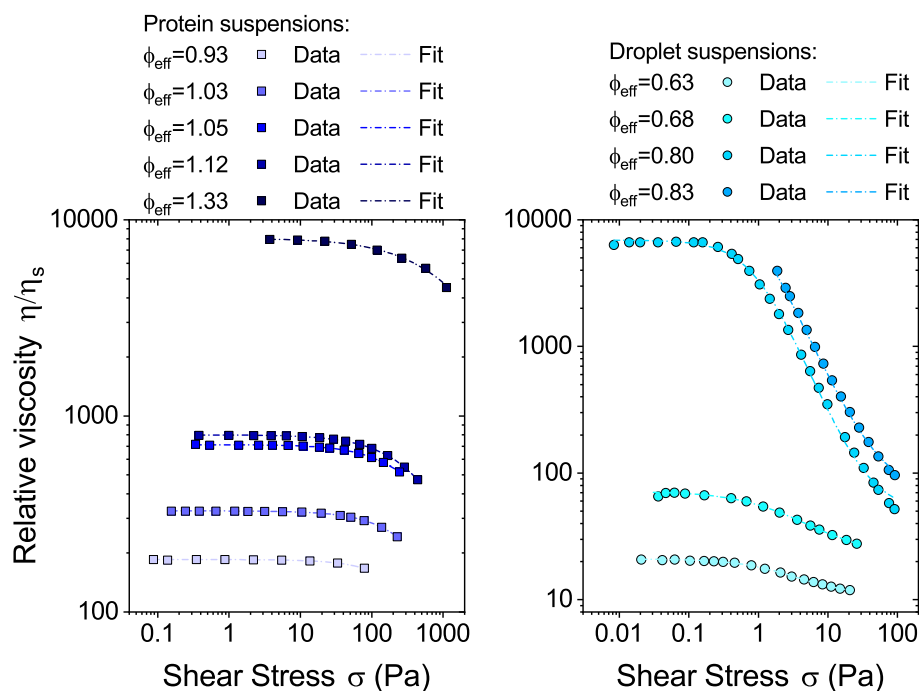 Protein suspensions:
ϕeff=0.93 Data Fit
ϕeff=1.03 Data Fit
ϕeff=1.05 Data Fit
ϕeff=1.12 Data Fit
ϕeff=1.33 Data Fit
Droplet suspensions:
ϕeff=0.63 Data Fit
ϕeff=0.68 Data Fit
ϕeff=0.80 Data Fit
ϕeff=0.83 Data Fit
Relative viscosity η/ηs
10000
1000
100
0.1 1 10 100 1000
Shear Stress σ (Pa)
10000
1000
100
10
0.01 0.1 1 10 100
Shear Stress σ (Pa)